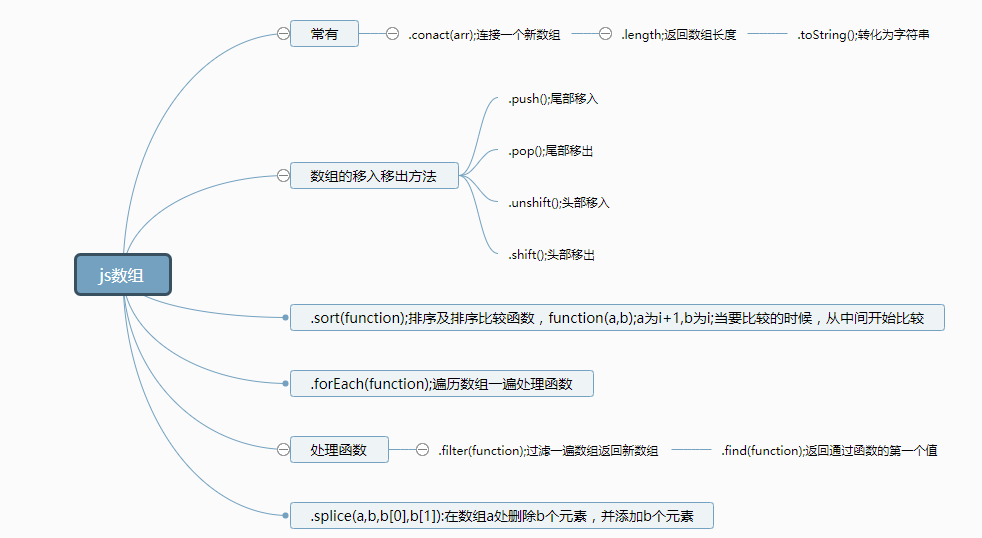 常有
.conact(arr);连接一个新数组
.length;返回数组长度
.toString();转化为字符串
.push();尾部移入
.pop();尾部移出
数组的移入移出方法
.unshift();头部移入
.shift();头部移出
js数组
.sort(function);排序及排序比较函数，function(a,b);a为i+1,b为i;当要比较的时候，从中间开始比较
.forEach(function);遍历数组一遍处理函数
处理函数
.filter(function);过滤一遍数组返回新数组
.find(function);返回通过函数的第一个值
.splice(a,b,b[0],b[1]):在数组a处删除b个元素，并添加b个元素